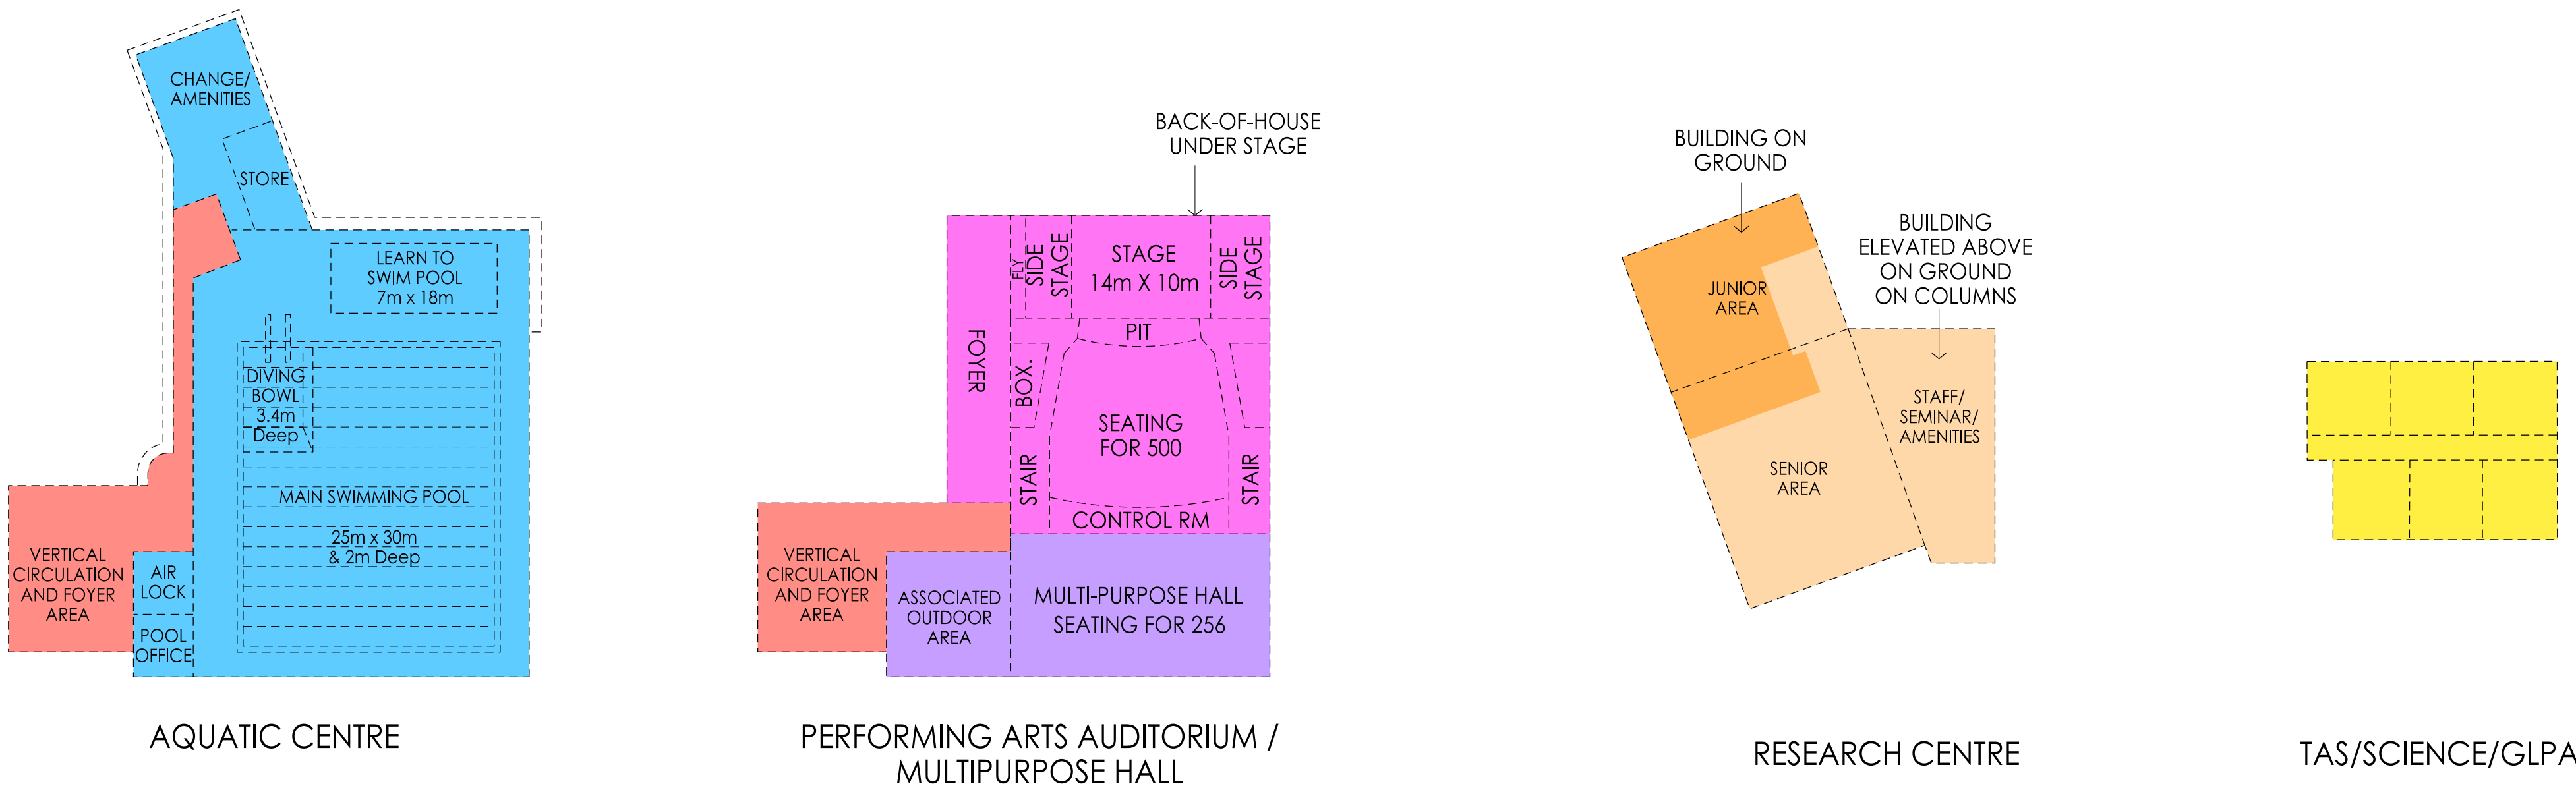 CHANGE/
AMENITIES
STORE
LEARN TO
SWIM POOL
7m x 18m
DIVING
BOWL
3.4m
Deep
MAIN SWIMMING POOL
25m x 30m
& 2m Deep
VERTICAL
CIRCULATION
AND FOYER
AREA
AIR
LOCK
POOL
OFFICE
AQUATIC CENTRE
BACK-OF-HOUSE
UNDER STAGE
FLY
SIDE
STAGE
STAGE
14m X 10m
SIDE
STAGE
FOYER
PIT
BOX.
SEATING
FOR 500
STAIR
STAIR
CONTROL RM
VERTICAL
CIRCULATION
AND FOYER
AREA
ASSOCIATED
OUTDOOR
AREA
MULTI-PURPOSE HALL
SEATING FOR 256
PERFORMING ARTS AUDITORIUM /
MULTIPURPOSE HALL
BUILDING ON
GROUND
BUILDING
ELEVATED ABOVE
ON GROUND
ON COLUMNS
JUNIOR
AREA
STAFF/
SEMINAR/
AMENITIES
SENIOR
AREA
RESEARCH CENTRE
TAS/SCIENCE/GLPA